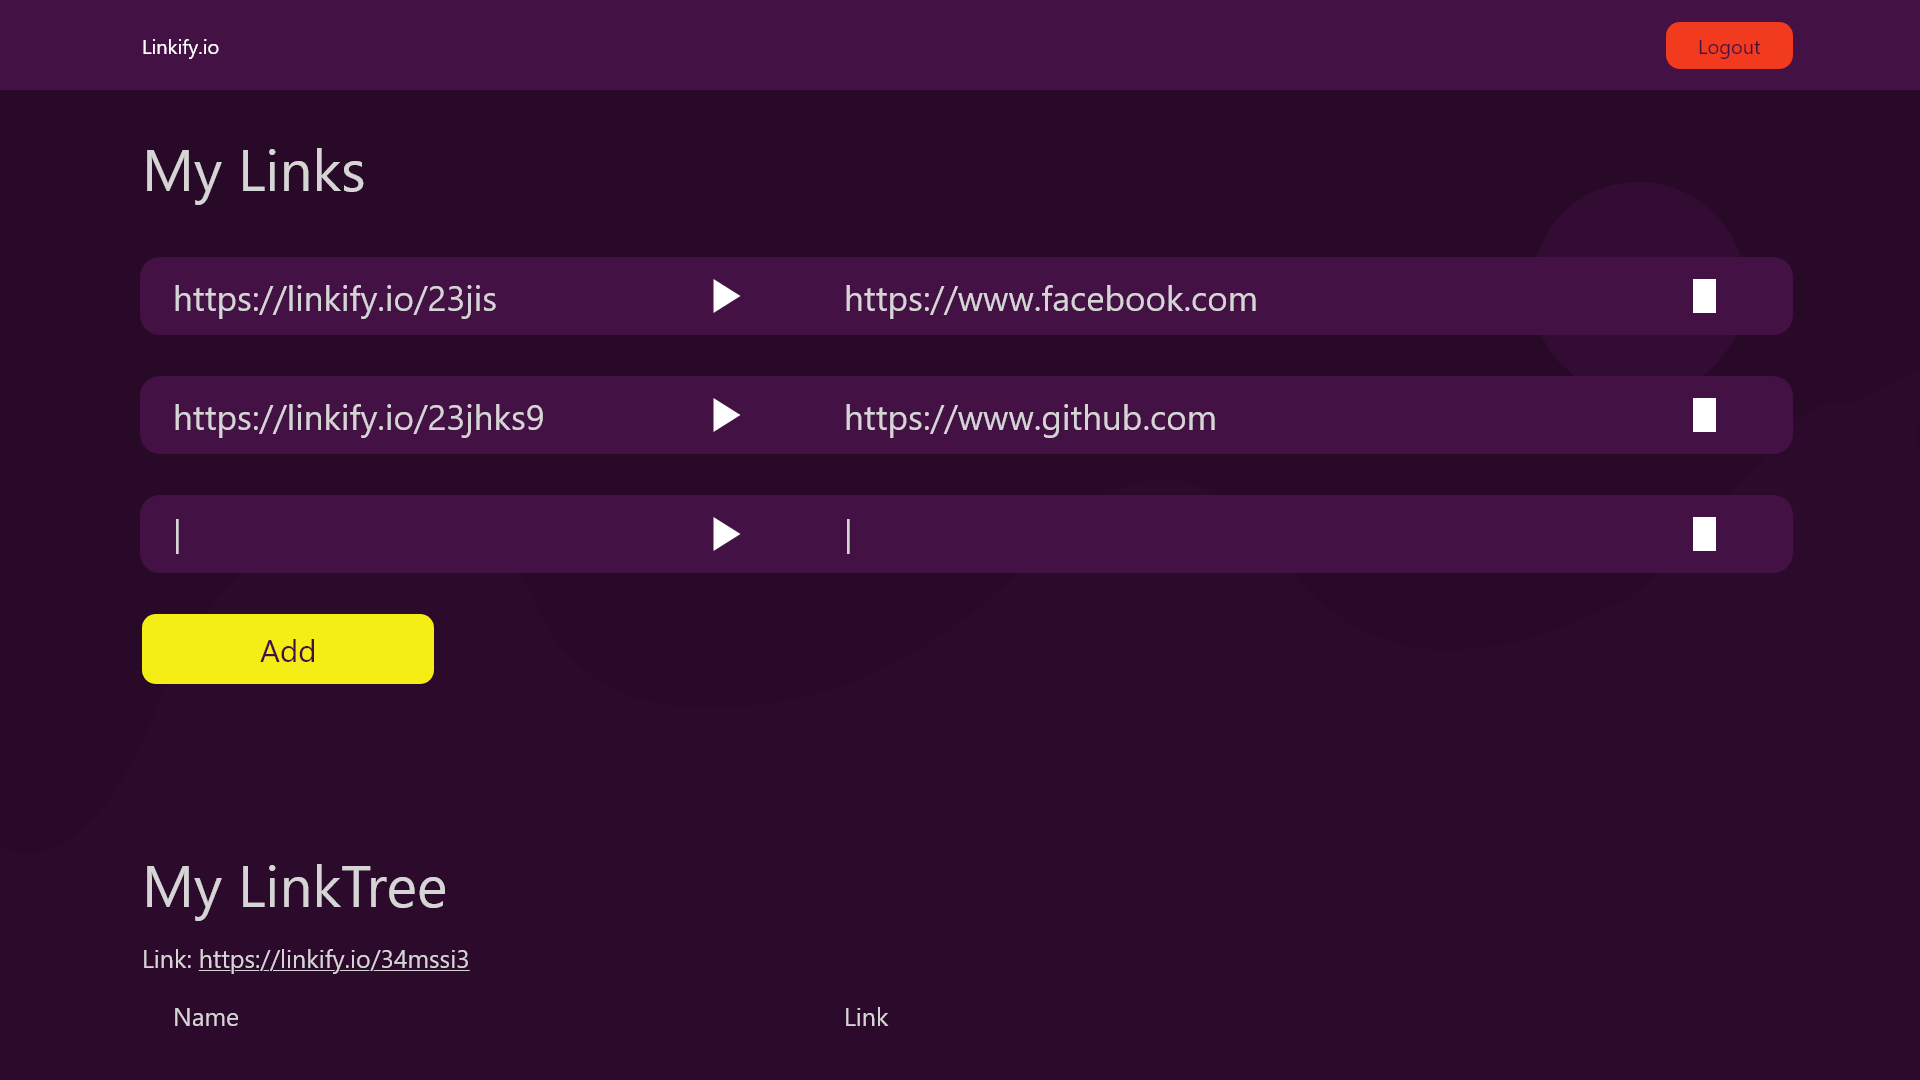 Linkify.io
Logout
My Links
https://linkify.io/23jis
https://www.facebook.com
https://linkify.io/23jhks9
https://www.github.com
|
|
Add
My LinkTree
Link: https://linkify.io/34mssi3
Name
Link